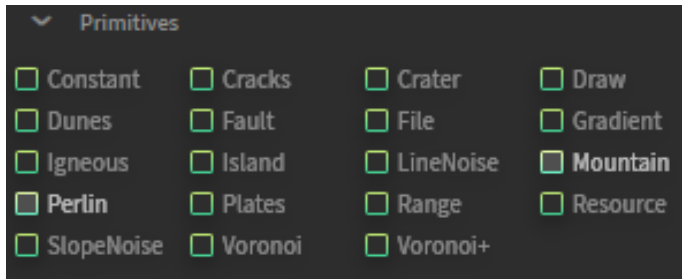 Primitives
Constant Cracks Crater Draw
Dunes Fault File Gradient
Igneous Island LineNoise Mountain
Perlin Plates Range Resource
SlopeNoise Voronoi Voronoi+